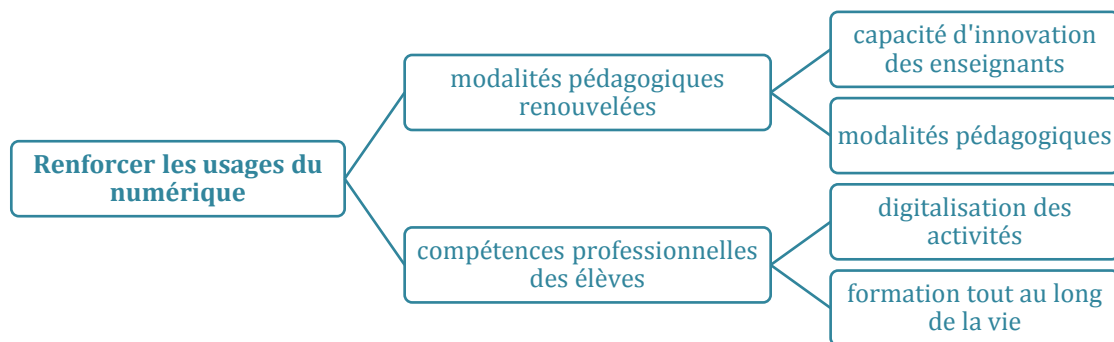 Renforcer les usages du
numérique
modalités pédagogiques
renouvelées
capacité d'innovation
des enseignants
modalités pédagogiques
compétences professionnelles
des élèves
digitalisation des
activités
formation tout au long
de la vie